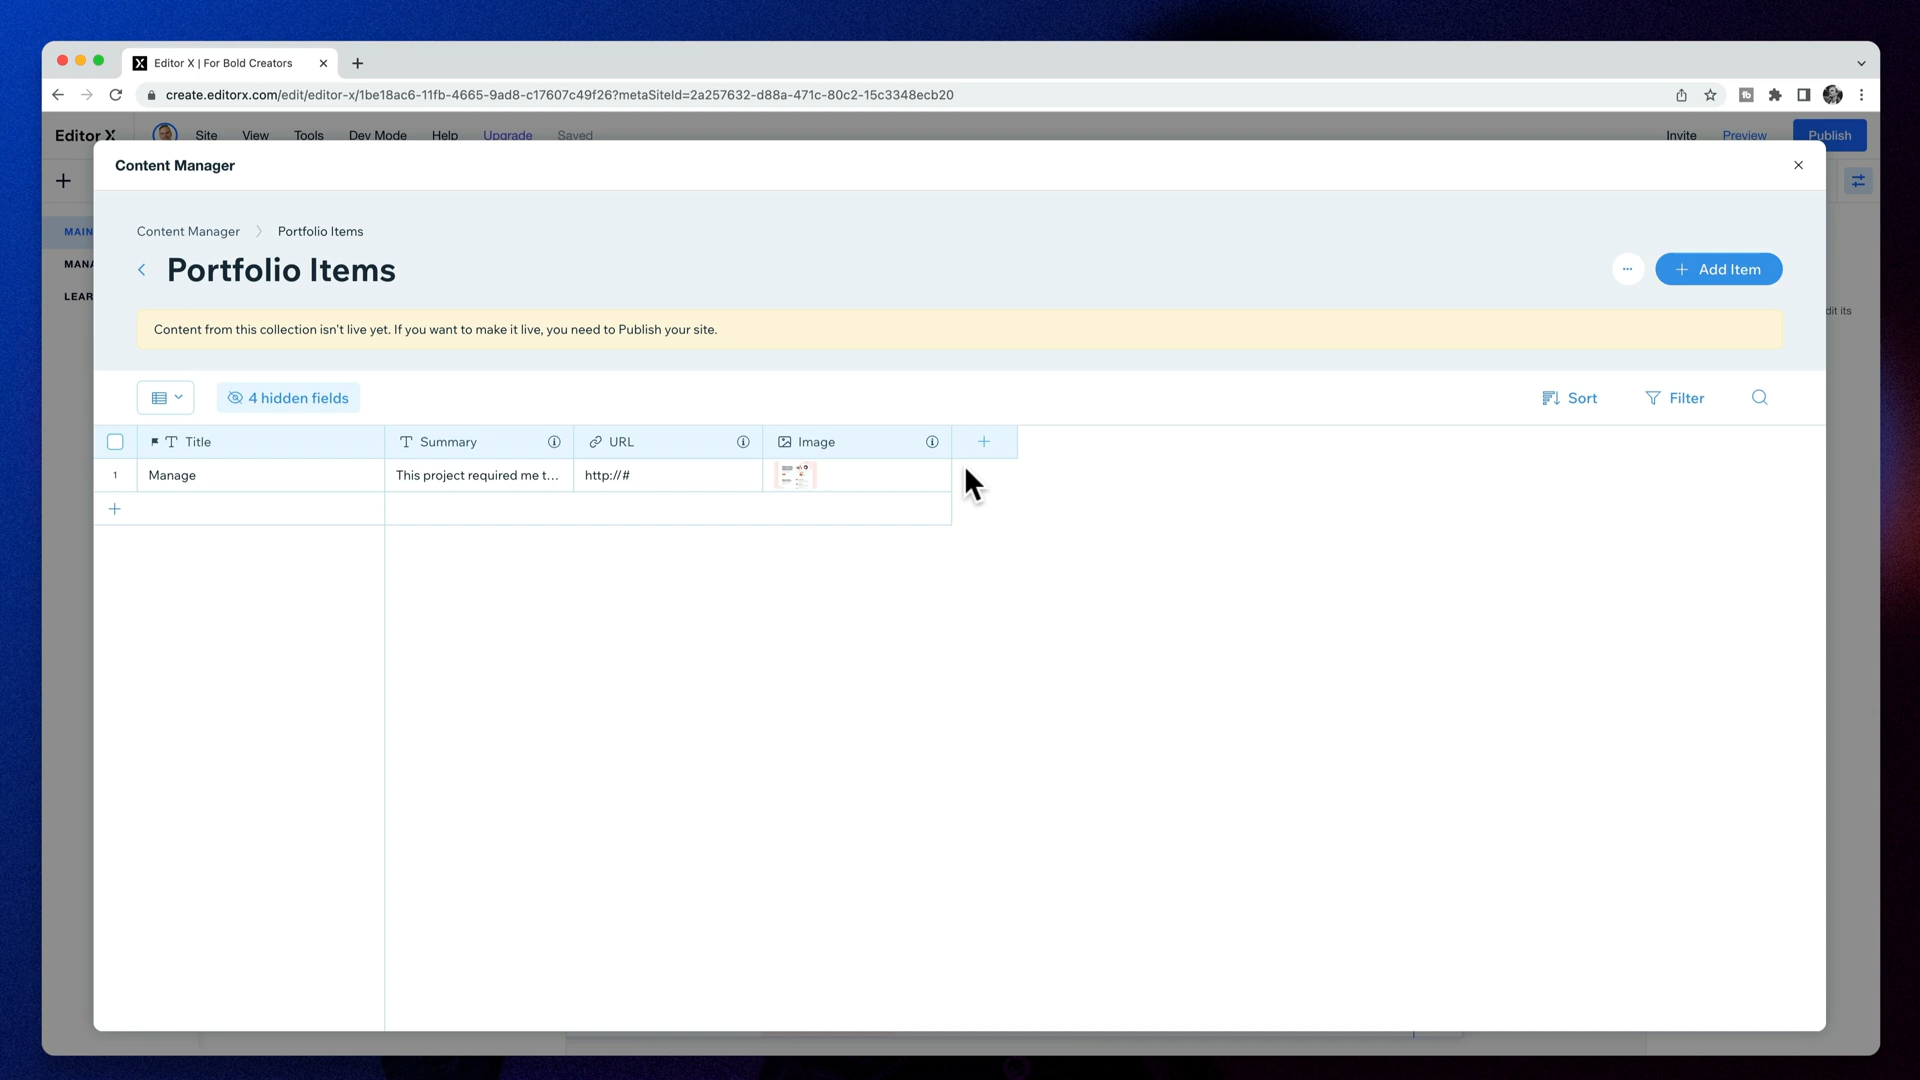 Editor X | For Bold Creators
create.editorx.com/edit/editor-x/1be18ac6-11fb-4665-9ad8-c17607c49f26?metaSiteId=2a257632-d88a-471c-80c2-15c3348ecb20
Editor X Site View Tools Dev Mode Help Upgrade Saved Invite Preview Publish
Content Manager
MAIN
MANA
LEAR
dit its
Content Manager Portfolio Items
Portfolio Items
Add Item
Content from this collection isn't live yet. If you want to make it live, you need to Publish your site.
4 hidden fields Sort Filter
Title Summary URL Image
1 Manage This project required me t... http://#